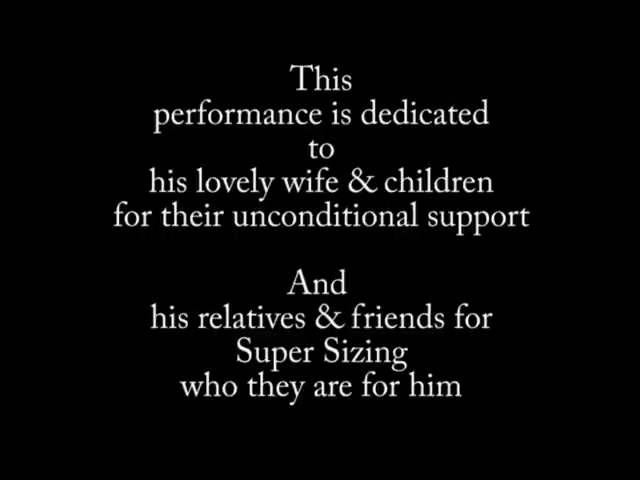 This
performance is dedicated
to
his lovely wife & children
for their unconditional support
And
his relatives & friends for
Super Sizing
who they are for him